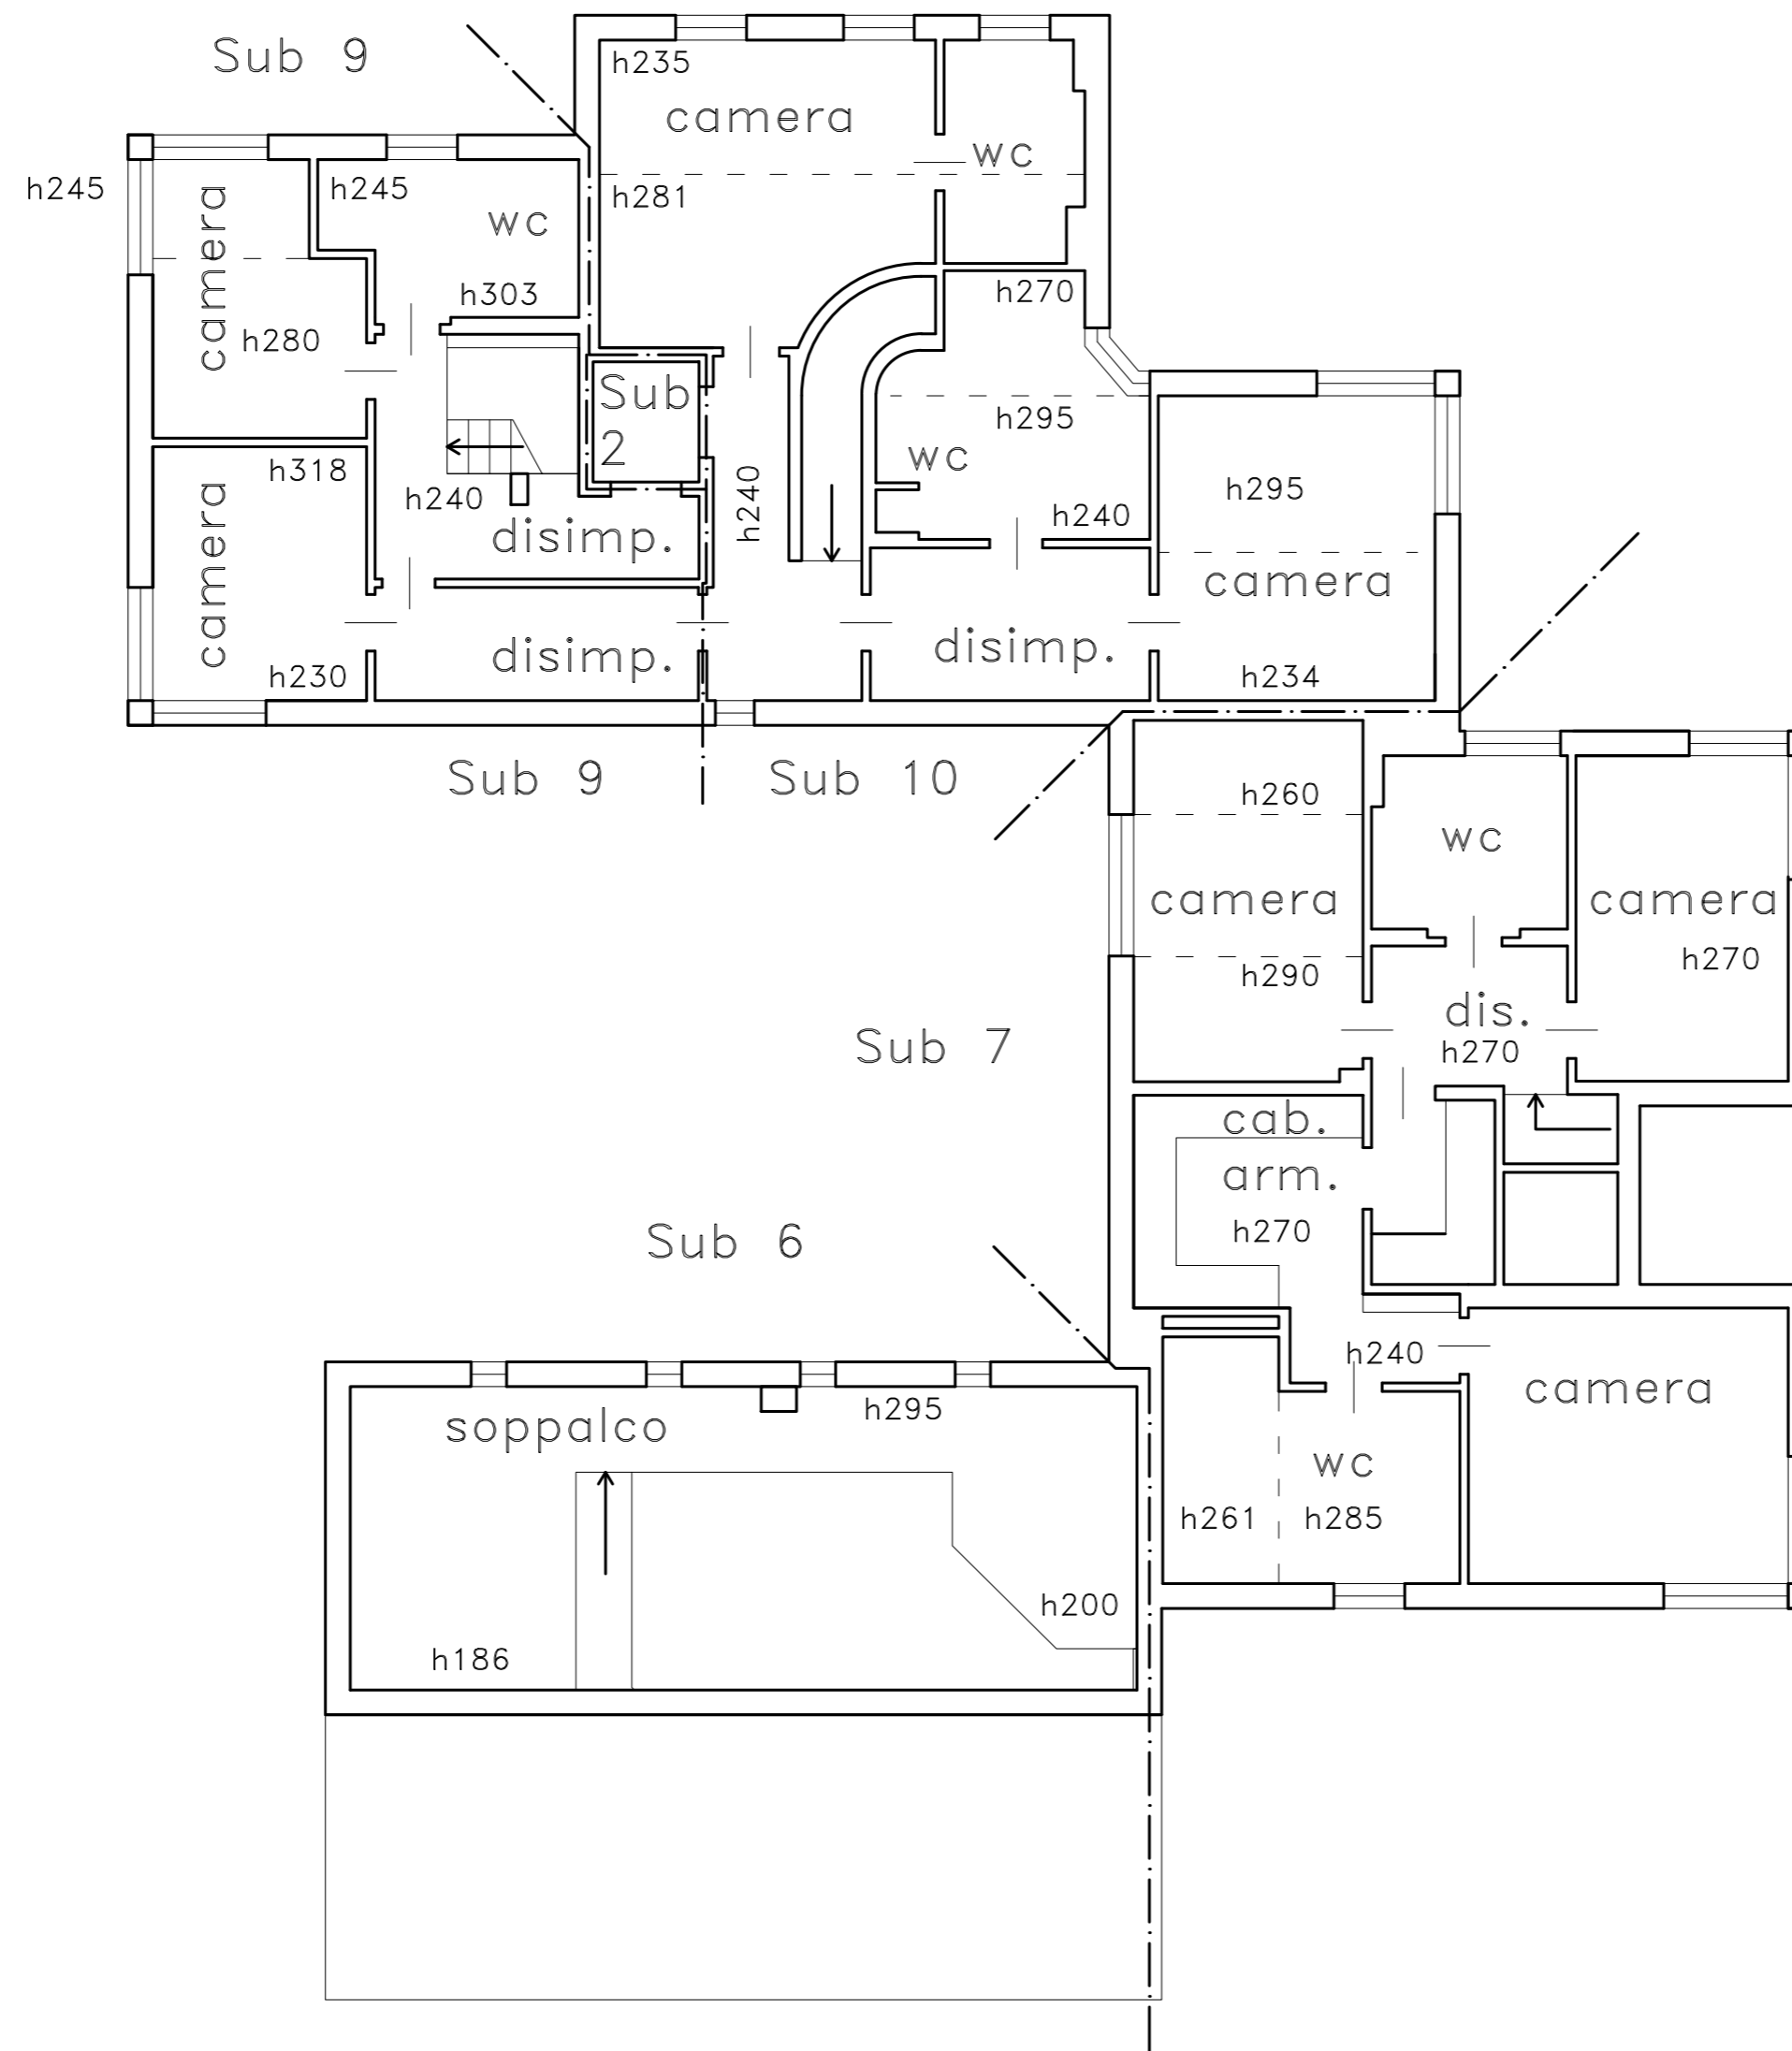 Sub 9
h235
camera
wc
h245
camera
h245
wc
h281
h303
h270
h280
Sub
2
h295
wc
h318
h240
camera
disimp.
h240
h240
h295
camera
disimp.
disimp.
h230
h234
Sub 9
Sub 10
h260
wc
camera
camera
h270
h290
dis.
h270
Sub 7
cab.
arm.
h270
Sub 6
h240
camera
h295
soppalco
wc
h261
h285
h200
h186